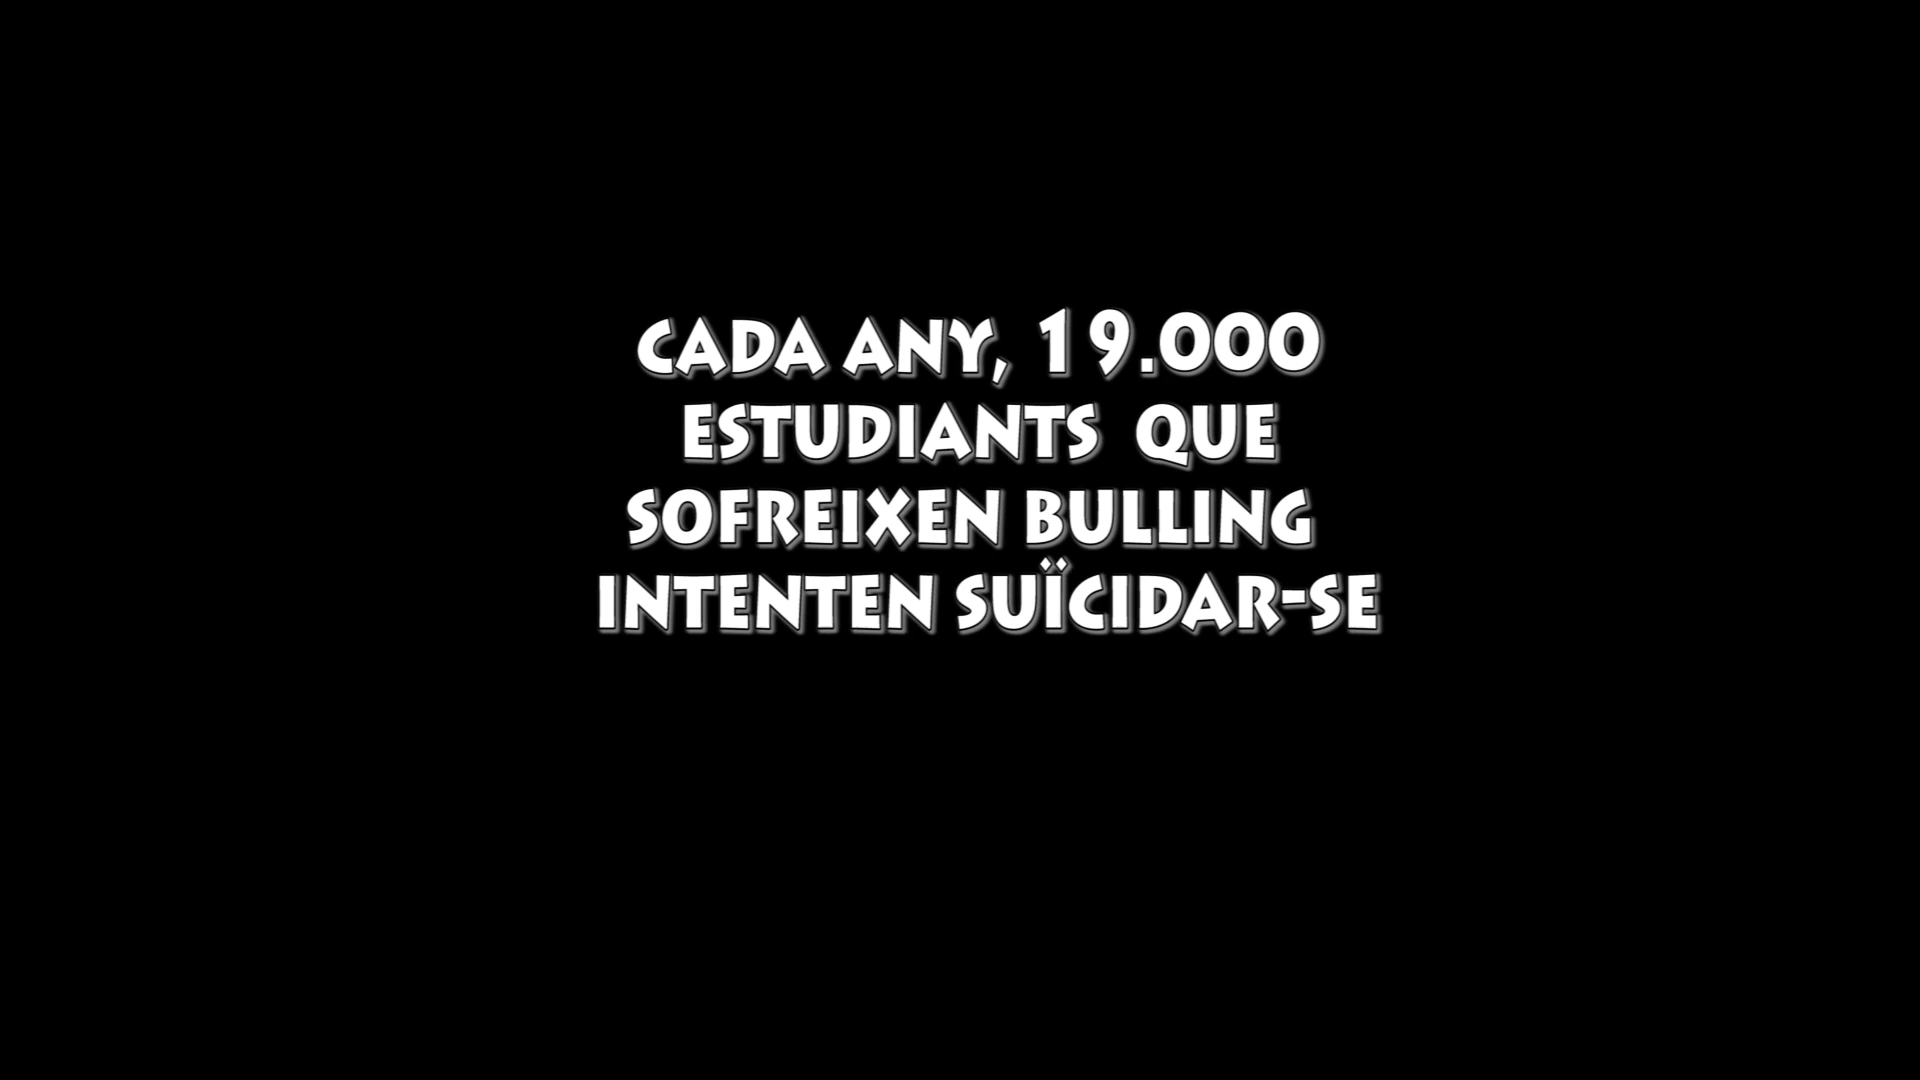 CADA ANY, 19.000
ESTUDIANTS QUE
SOFREIXEN BULLING
INTENTEN SUÏCIDAR-SE